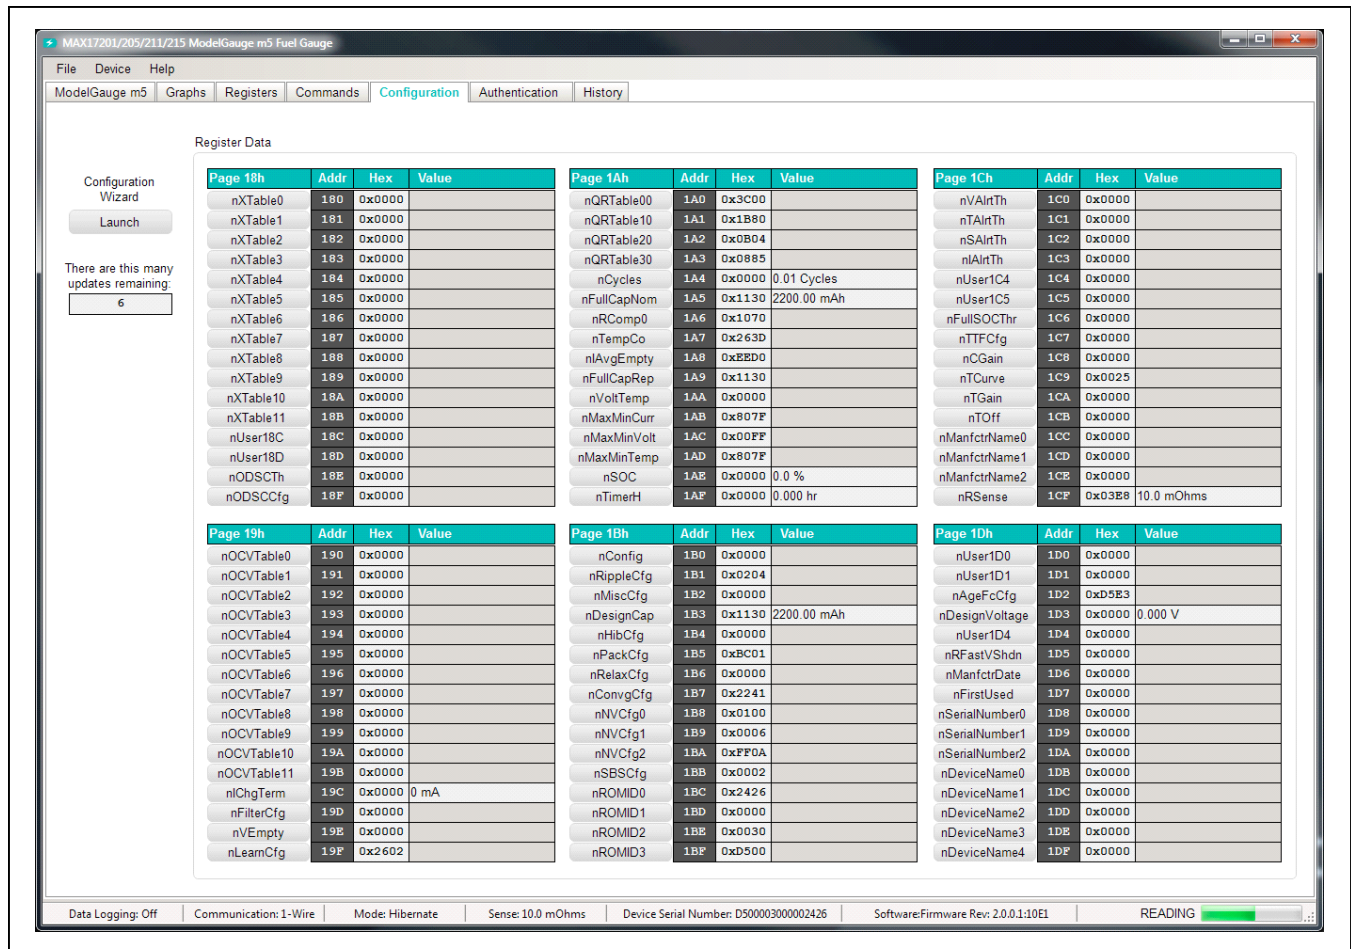 MAX17201/205/211/215 ModelGauge m5 Fuel Gauge
File Device Help
ModelGauge m5 Graphs Registers Commands Configuration Authentication History
Register Data
Configuration
Wizard
Launch
There are this many
updates remaining:
6
Page 18h Addr Hex Value
nXTable0 180 0x0000
nXTable1 181 0x0000
nXTable2 182 0x0000
nXTable3 183 0x0000
nXTable4 184 0x0000
nXTable5 185 0x0000
nXTable6 186 0x0000
nXTable7 187 0x0000
nXTable8 188 0x0000
nXTable9 189 0x0000
nXTable10 18A 0x0000
nXTable11 18B 0x0000
nUser18C 18C 0x0000
nUser18D 18D 0x0000
nODSCTh 18E 0x0000
nODSCCfg 18F 0x0000
Page 1Ah Addr Hex Value
nQRTable00 1A0 0x3C00
nQRTable10 1A1 0x1B80
nQRTable20 1A2 0x0B04
nQRTable30 1A3 0x0885
nCycles 1A4 0x0000 0.01 Cycles
nFullCapNom 1A5 0x1130 2200.00 mAh
nRComp0 1A6 0x1070
nTempCo 1A7 0x263D
nIAvgEmpty 1A8 0xEED0
nFullCapRep 1A9 0x1130
nVoltTemp 1AA 0x0000
nMaxMinCurr 1AB 0x807F
nMaxMinVolt 1AC 0x00FF
nMaxMinTemp 1AD 0x807F
nSOC 1AE 0x0000 0.0 %
nTimerH 1AF 0x0000 0.000 hr
Page 1Ch Addr Hex Value
nVAlrtTh 1C0 0x0000
nTAlrtTh 1C1 0x0000
nSAlrtTh 1C2 0x0000
nIAlrtTh 1C3 0x0000
nUser1C4 1C4 0x0000
nUser1C5 1C5 0x0000
nFullSOCThr 1C6 0x0000
nTTFCfg 1C7 0x0000
nCGain 1C8 0x0000
nTCurve 1C9 0x0025
nTGain 1CA 0x0000
nTOff 1CB 0x0000
nManfctrName0 1CC 0x0000
nManfctrName1 1CD 0x0000
nManfctrName2 1CE 0x0000
nRSense 1CF 0x03E8 10.0 mOhms
Page 19h Addr Hex Value
nOCVTable0 190 0x0000
nOCVTable1 191 0x0000
nOCVTable2 192 0x0000
nOCVTable3 193 0x0000
nOCVTable4 194 0x0000
nOCVTable5 195 0x0000
nOCVTable6 196 0x0000
nOCVTable7 197 0x0000
nOCVTable8 198 0x0000
nOCVTable9 199 0x0000
nOCVTable10 19A 0x0000
nOCVTable11 19B 0x0000
nIChgTerm 19C 0x0000 0 mA
nFilterCfg 19D 0x0000
nVEmpty 19E 0x0000
nLearnCfg 19F 0x2602
Page 1Bh Addr Hex Value
nConfig 1B0 0x0000
nRippleCfg 1B1 0x0204
nMiscCfg 1B2 0x0000
nDesignCap 1B3 0x1130 2200.00 mAh
nHibCfg 1B4 0x0000
nPackCfg 1B5 0xBC01
nRelaxCfg 1B6 0x0000
nConvgCfg 1B7 0x2241
nNVCfg0 1B8 0x0100
nNVCfg1 1B9 0x0006
nNVCfg2 1BA 0xFF0A
nSBSCfg 1BB 0x0002
nROMID0 1BC 0x2426
nROMID1 1BD 0x0000
nROMID2 1BE 0x0030
nROMID3 1BF 0xD500
Page 1Dh Addr Hex Value
nUser1D0 1D0 0x0000
nUser1D1 1D1 0x0000
nAgeFcCfg 1D2 0xD5E3
nDesignVoltage 1D3 0x0000 0.000 V
nUser1D4 1D4 0x0000
nRFastVShdn 1D5 0x0000
nManfctrDate 1D6 0x0000
nFirstUsed 1D7 0x0000
nSerialNumber0 1D8 0x0000
nSerialNumber1 1D9 0x0000
nSerialNumber2 1DA 0x0000
nDeviceName0 1DB 0x0000
nDeviceName1 1DC 0x0000
nDeviceName2 1DD 0x0000
nDeviceName3 1DE 0x0000
nDeviceName4 1DF 0x0000
Data Logging: Off Communication: 1-Wire Mode: Hibernate Sense: 10.0 mOhms Device Serial Number: D500003000002426 Software:Firmware Rev: 2.0.0.1:10E1 READING